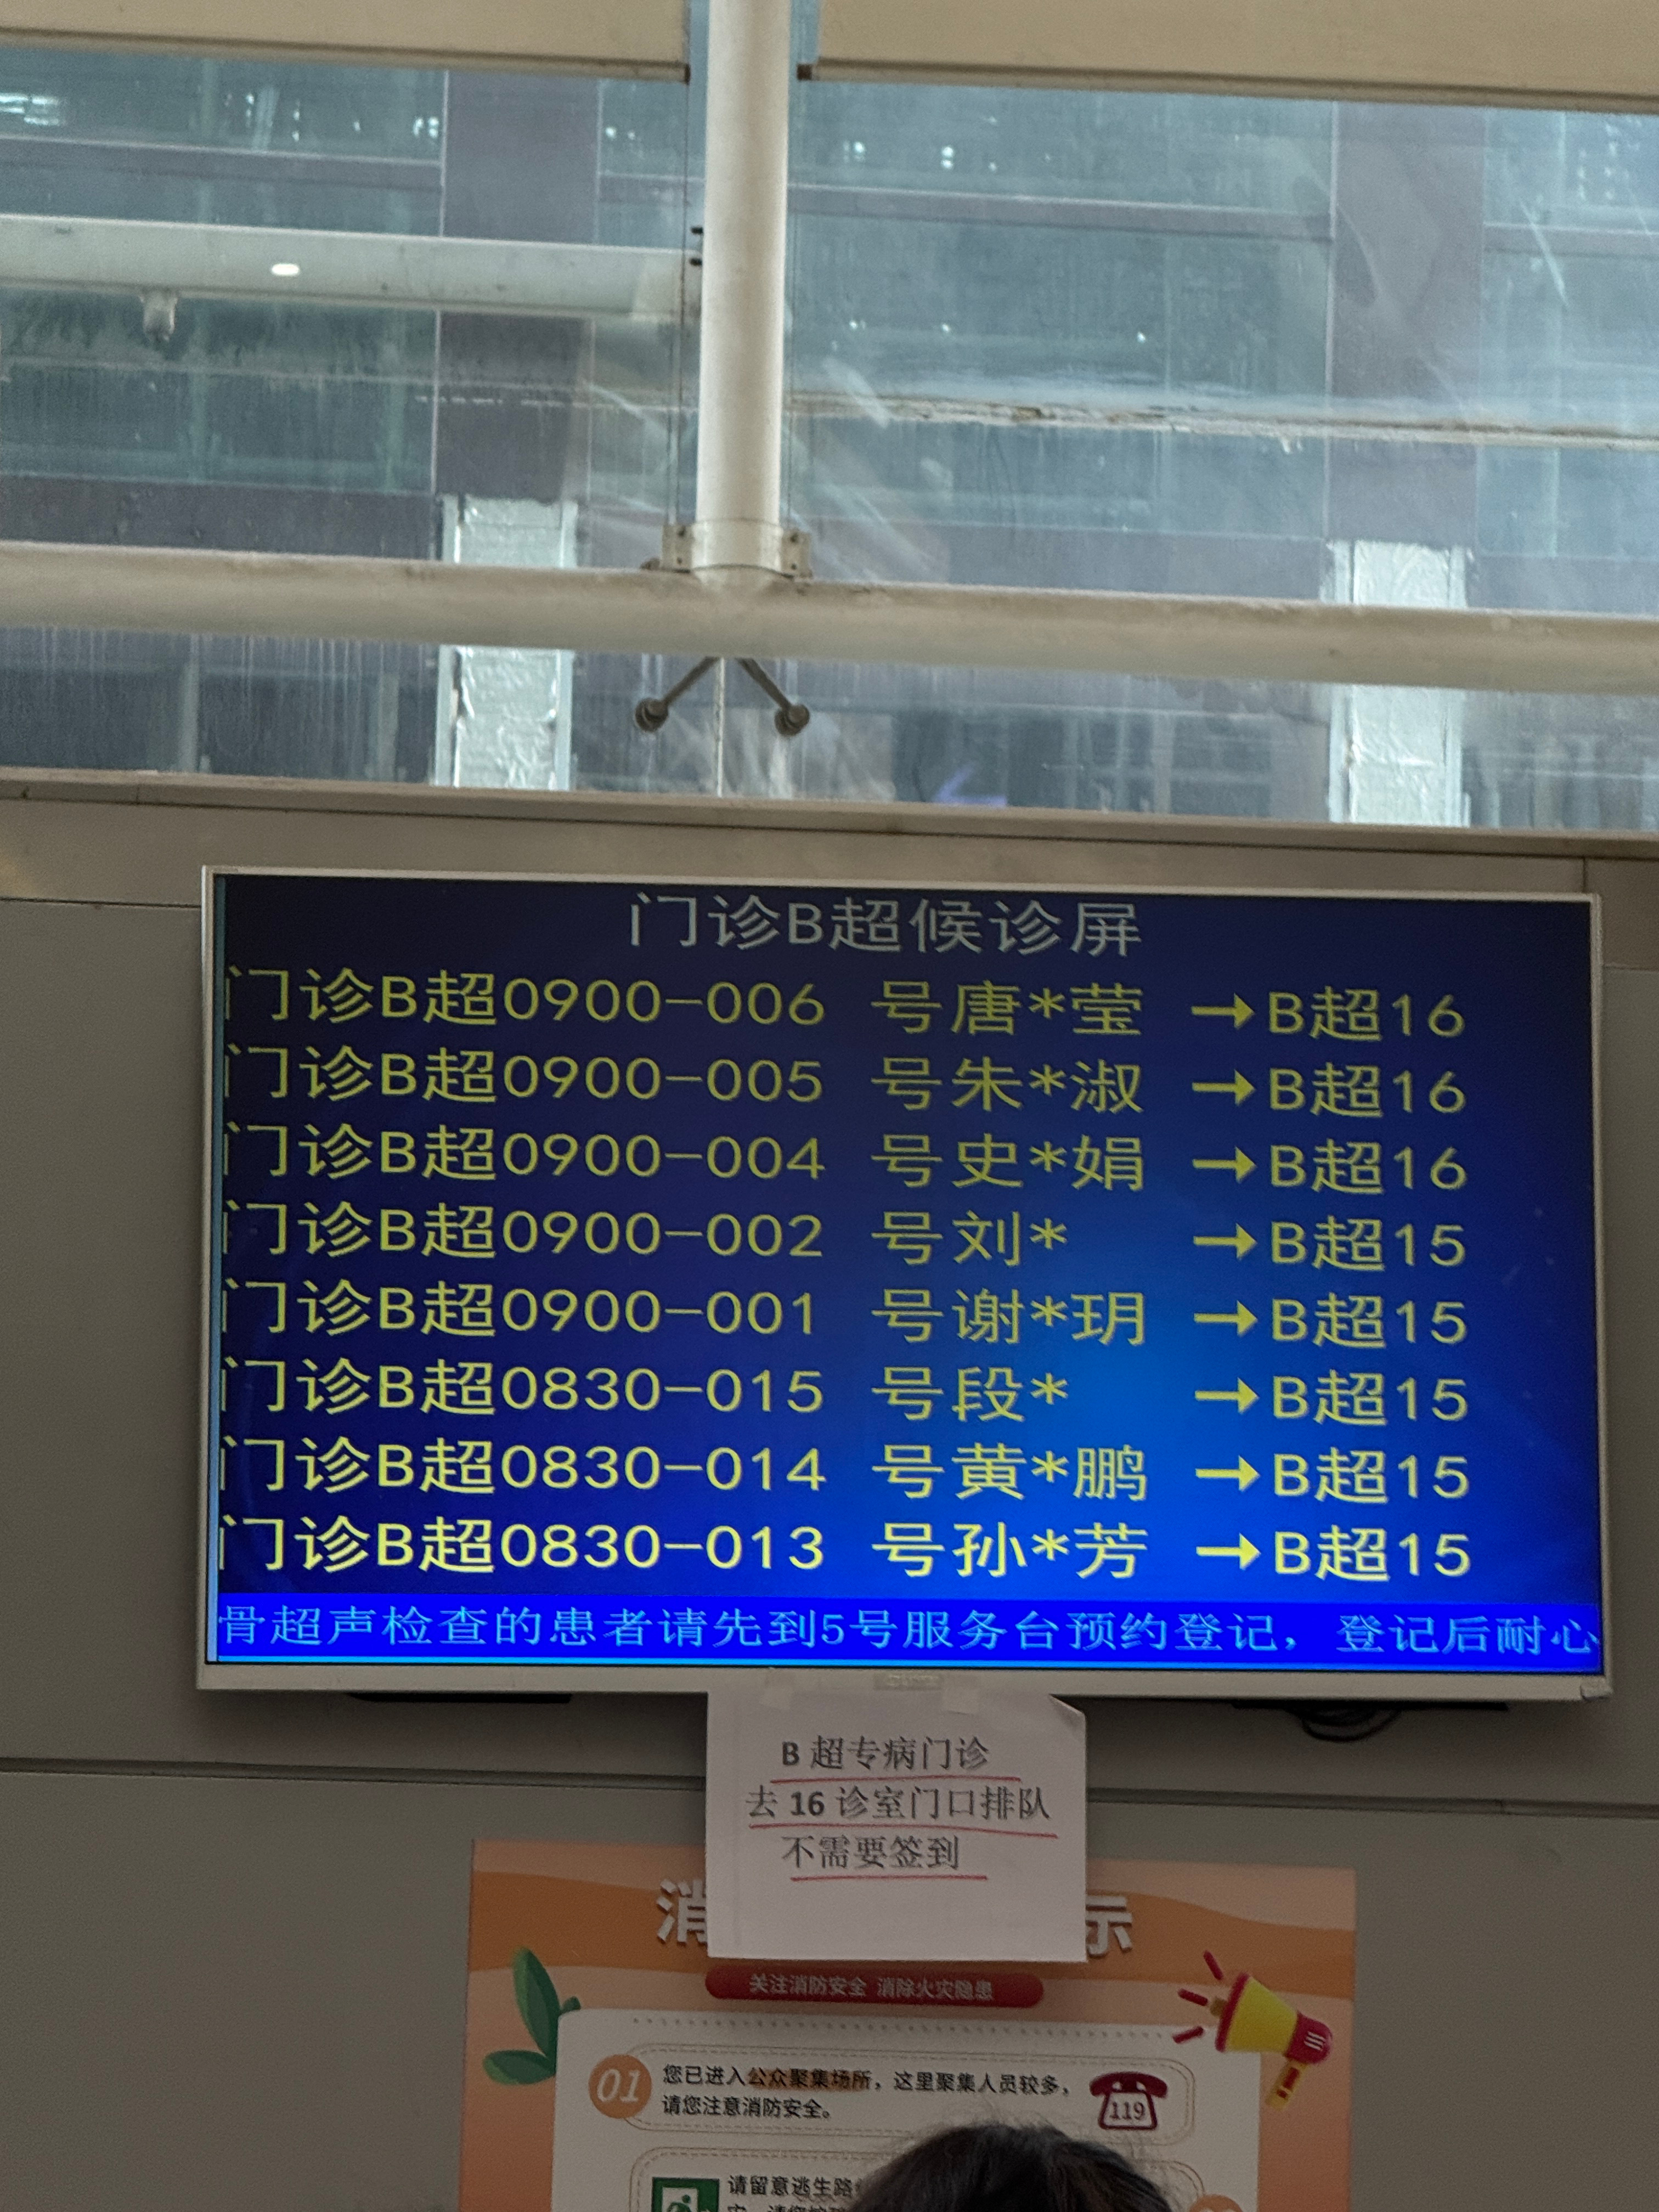 门诊B超候诊屏
门诊B超0900-006 号唐*莹 →B超16
门诊B超0900-005 号朱*淑 →B超16
门诊B超0900-004 号史*娟 →B超16
门诊B超0900-002 号刘* →B超15
门诊B超0900-001 号谢*玥 →B超15
门诊B超0830-015 号段* →B超15
门诊B超0830-014 号黄*鹏 →B超15
门诊B超0830-013 号孙*芳 →B超15
骨超声检查的患者请先到5号服务台预约登记，登记后耐心
B 超专病门诊
去 16 诊室门口排队
不需要签到
消 示
关注消防安全 消除火灾隐患
01
您已进入公众聚集场所，这里聚集人员较多，
请您注意消防安全。
119
请留意逃生路